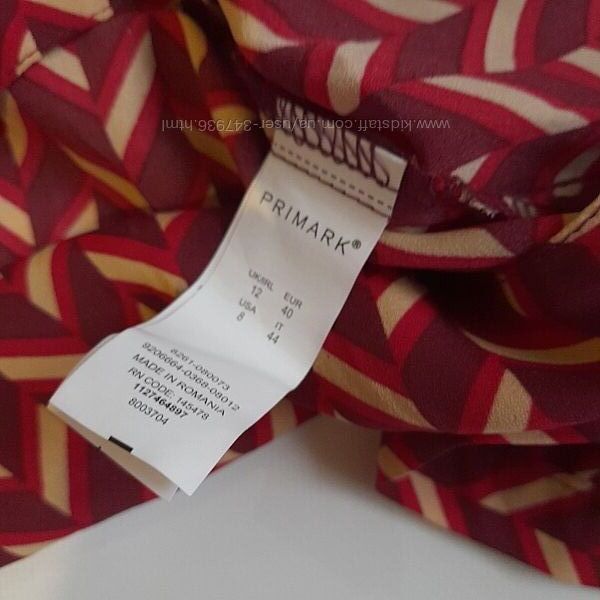 www.kidstaff.com.ua/user-347936.html
PRIMARK®
UK/IRL EUR
12 40
USA IT
8 44
8261-080073
9206664-0368-08012
MADE IN ROMANIA
RN CODE: 145478
1127464897
8003704